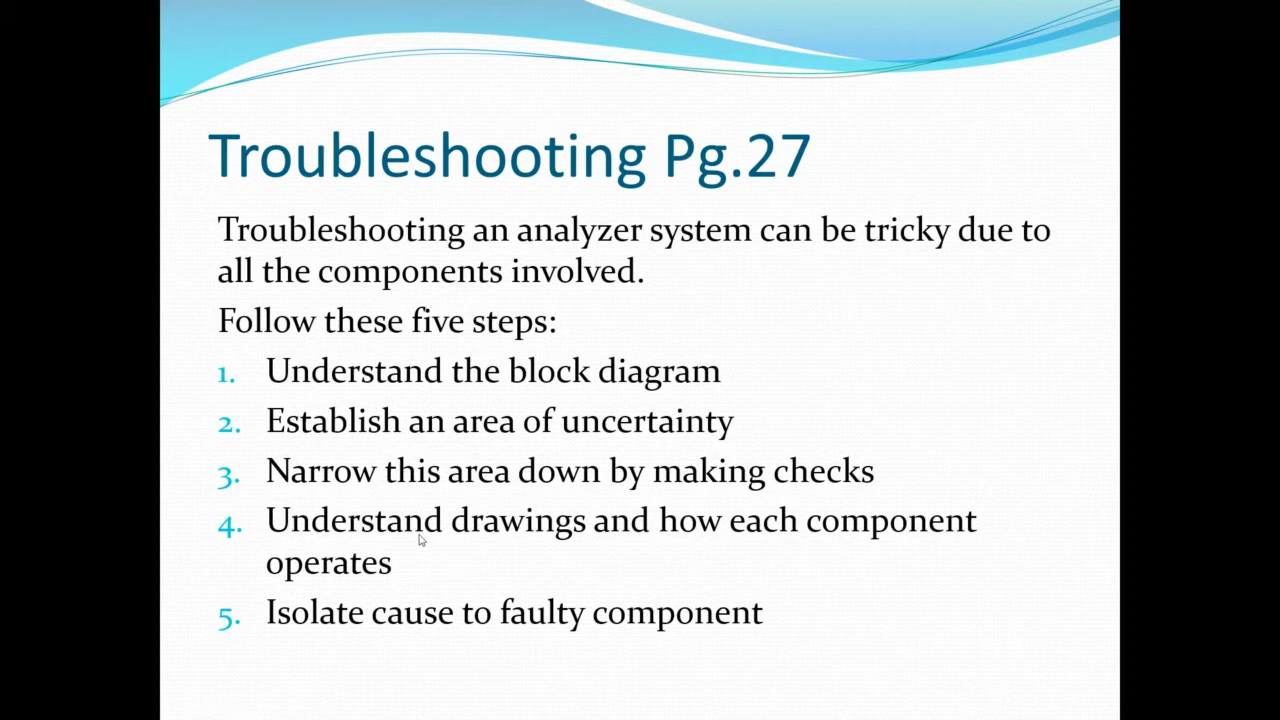 Troubleshooting Pg.27
Troubleshooting an analyzer system can be tricky due to
all the components involved.
Follow these five steps:
1. Understand the block diagram
2. Establish an area of uncertainty
3. Narrow this area down by making checks
4. Understand drawings and how each component
operates
5. Isolate cause to faulty component